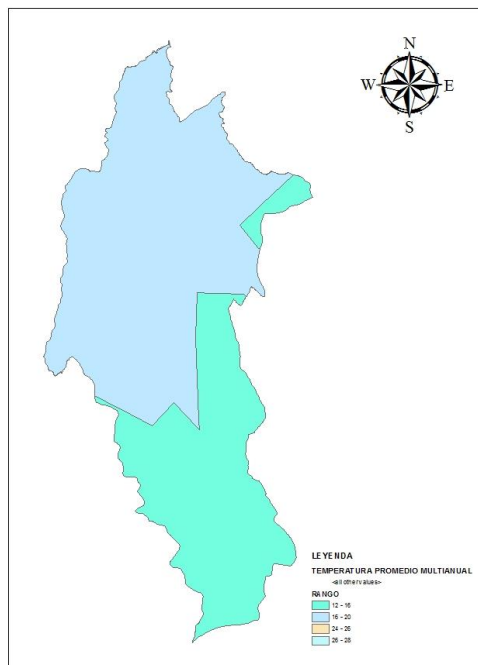 N
W E
S
LEYENDA
TEMPERATURA PROMEDIO MULTIANUAL
<all other values>
RANGO
12 - 16
16 - 20
24 - 26
26 - 28